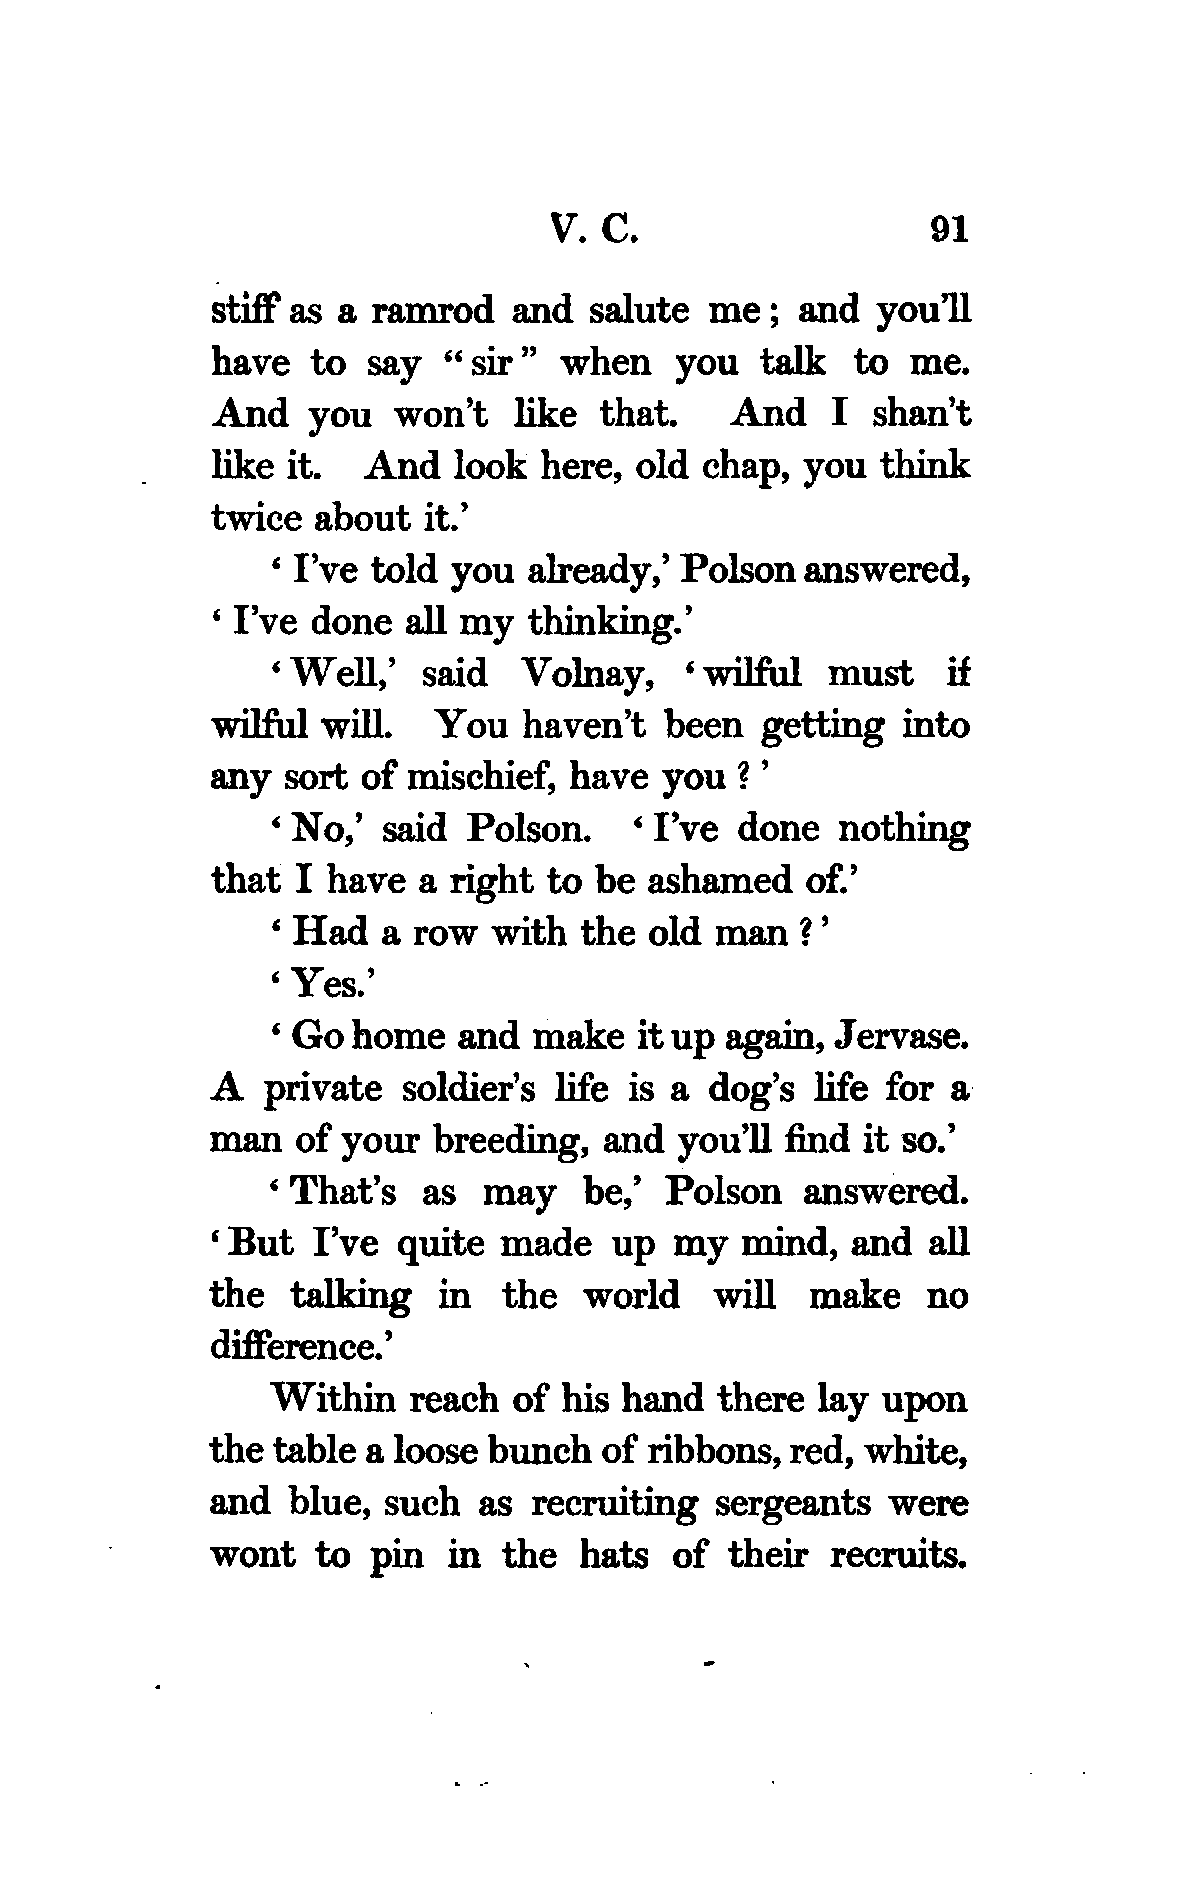 V. C. 91
stiff as a ramrod and salute me; and you'll
have to say “sir” when you talk to me.
And you won't like that. And I shan't
like it. And look here, old chap, you think
twice about it.’
‘I've told you already,’ Polson answered,
‘I've done all my thinking.’
‘Well,’ said Volnay, ‘wilful must if
wilful will. You haven't been getting into
any sort of mischief, have you?’
‘No,’ said Polson. ‘I've done nothing
that I have a right to be ashamed of.’
‘Had a row with the old man?’
‘Yes.’
‘Go home and make it up again, Jervase.
A private soldier's life is a dog's life for a
man of your breeding, and you'll find it so.’
‘That's as may be,’ Polson answered.
‘But I've quite made up my mind, and all
the talking in the world will make no
difference.’
Within reach of his hand there lay upon
the table a loose bunch of ribbons, red, white,
and blue, such as recruiting sergeants were
wont to pin in the hats of their recruits.